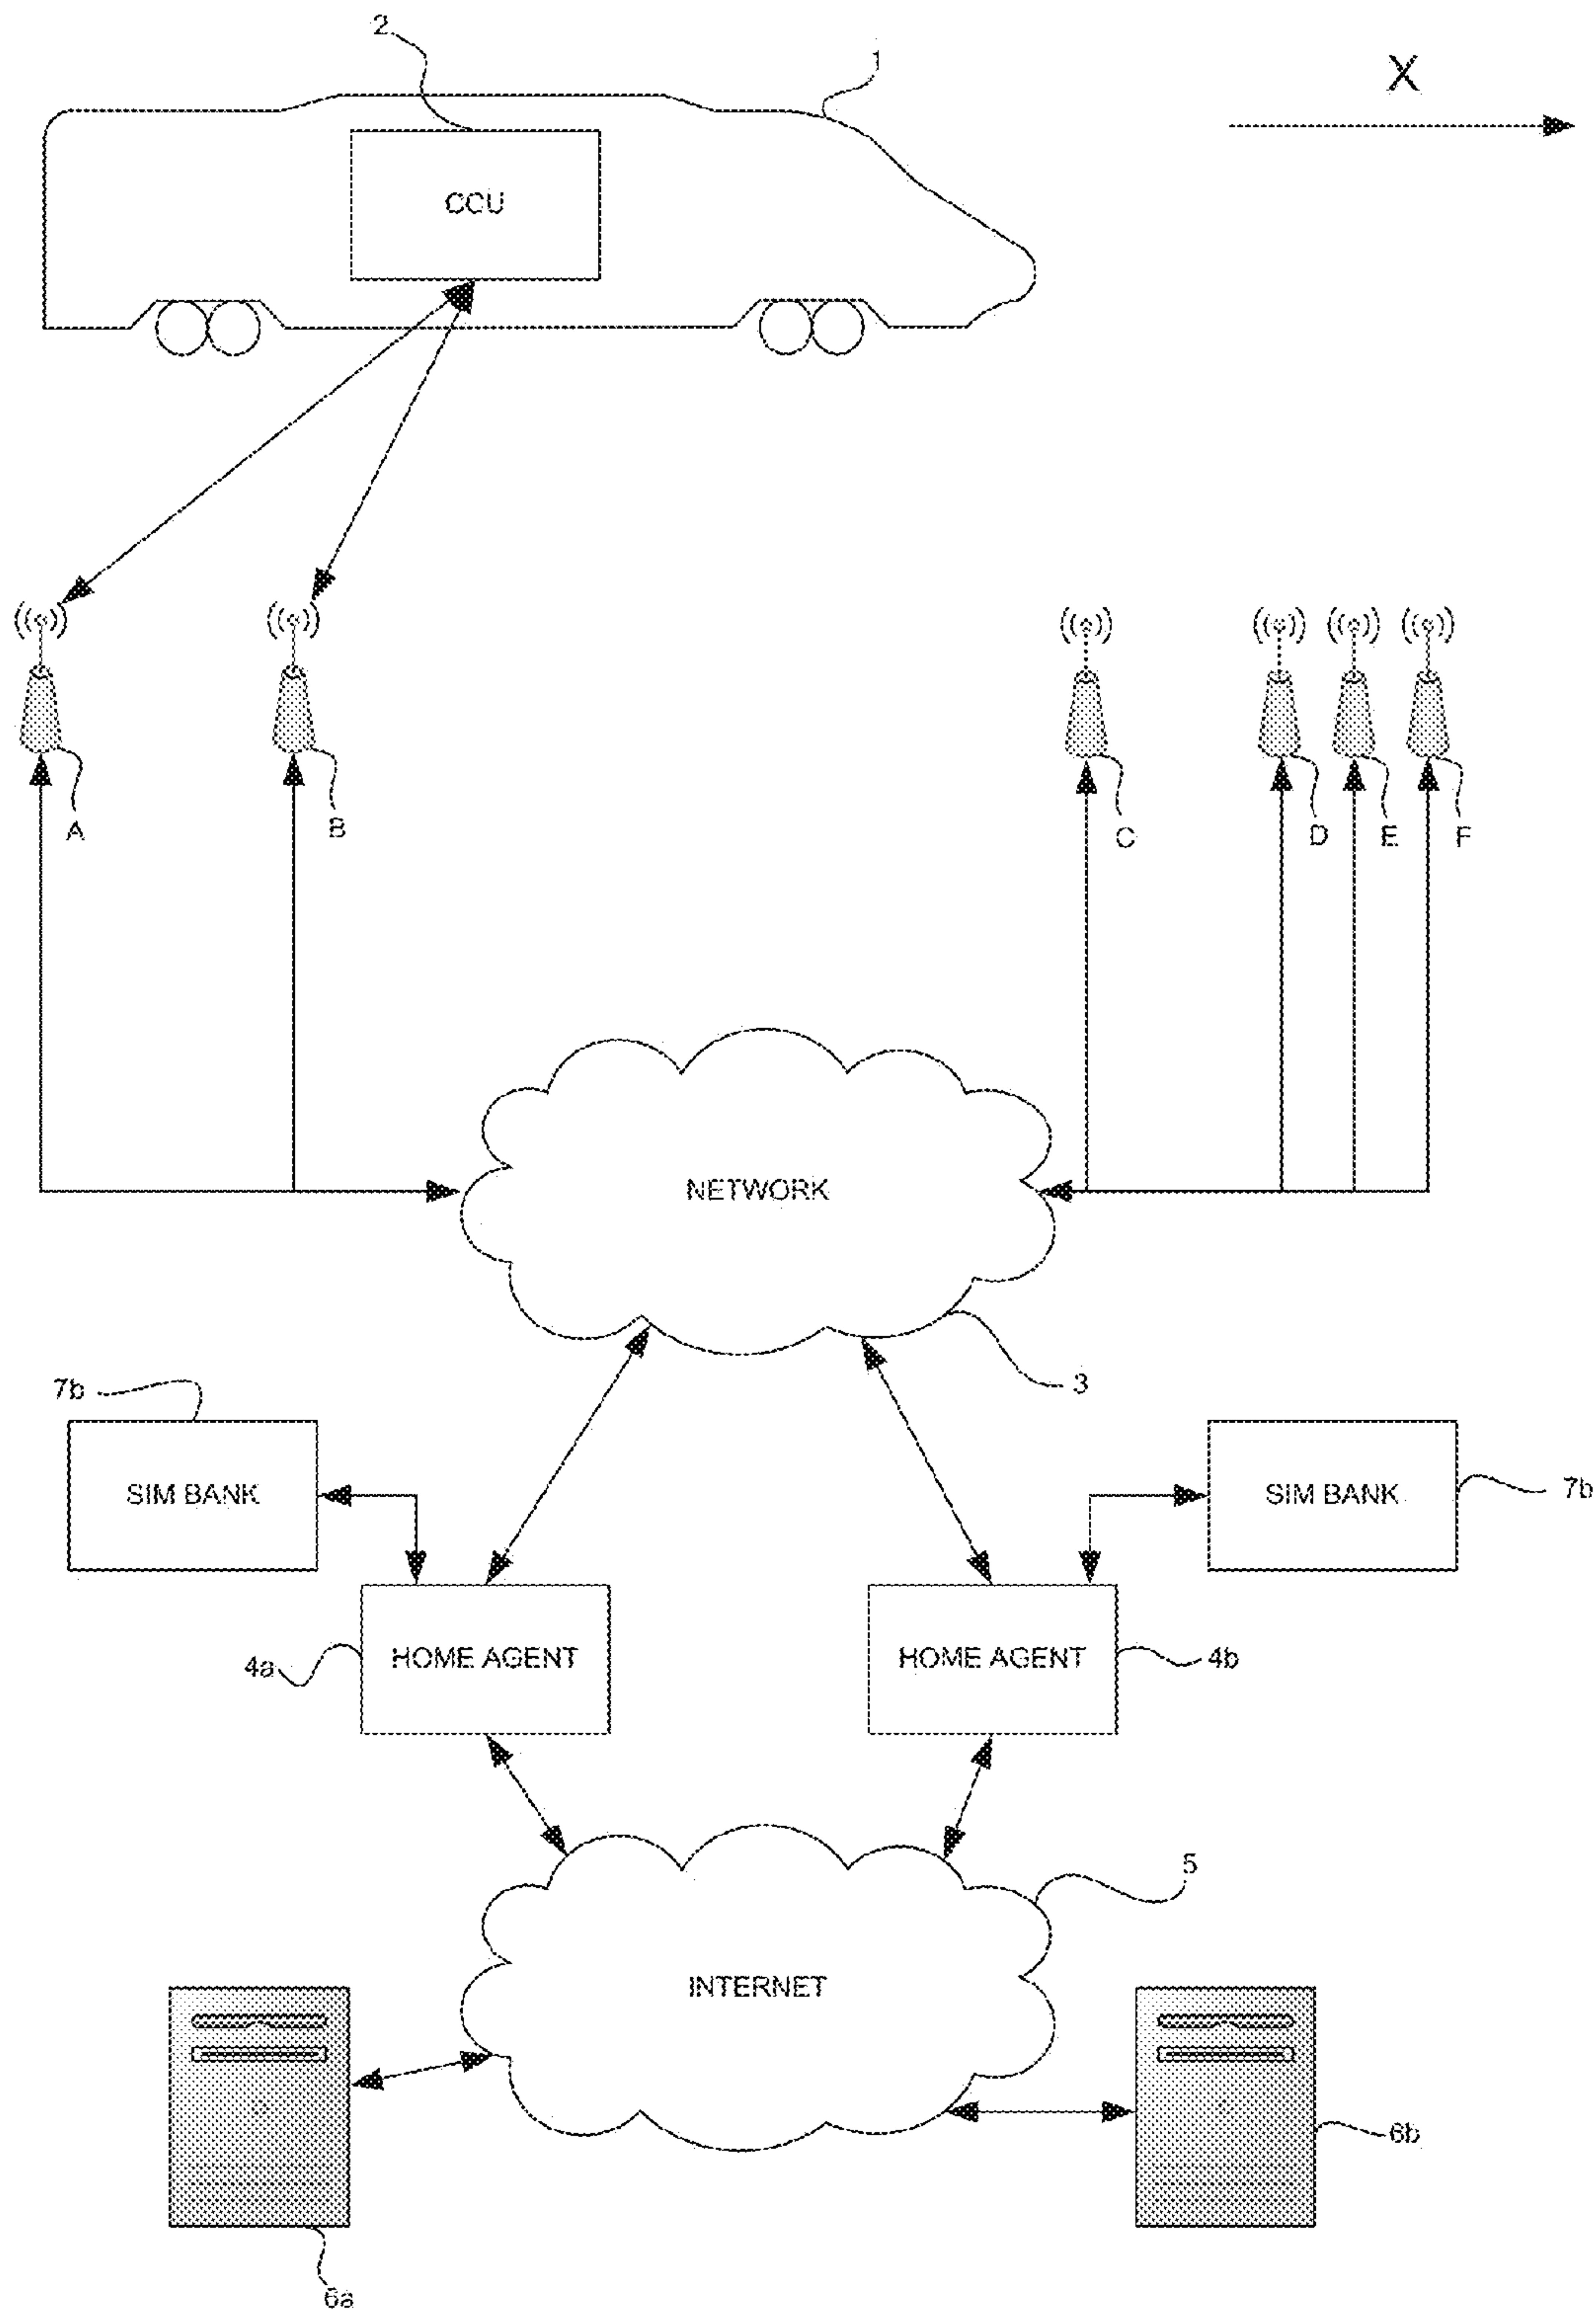 2
1
X
CCU
A
B
C
D
E
F
NETWORK
3
7b
SIM BANK
SIM BANK
7b
HOME AGENT
4a
HOME AGENT
4b
5
INTERNET
6b
6a